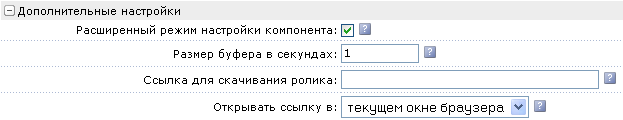 Дополнительные настройки
Расширенный режим настройки компонента: ?
Размер буфера в секундах: 1 ?
Ссылка для скачивания ролика: ?
Открывать ссылку в: текущем окне браузера ?